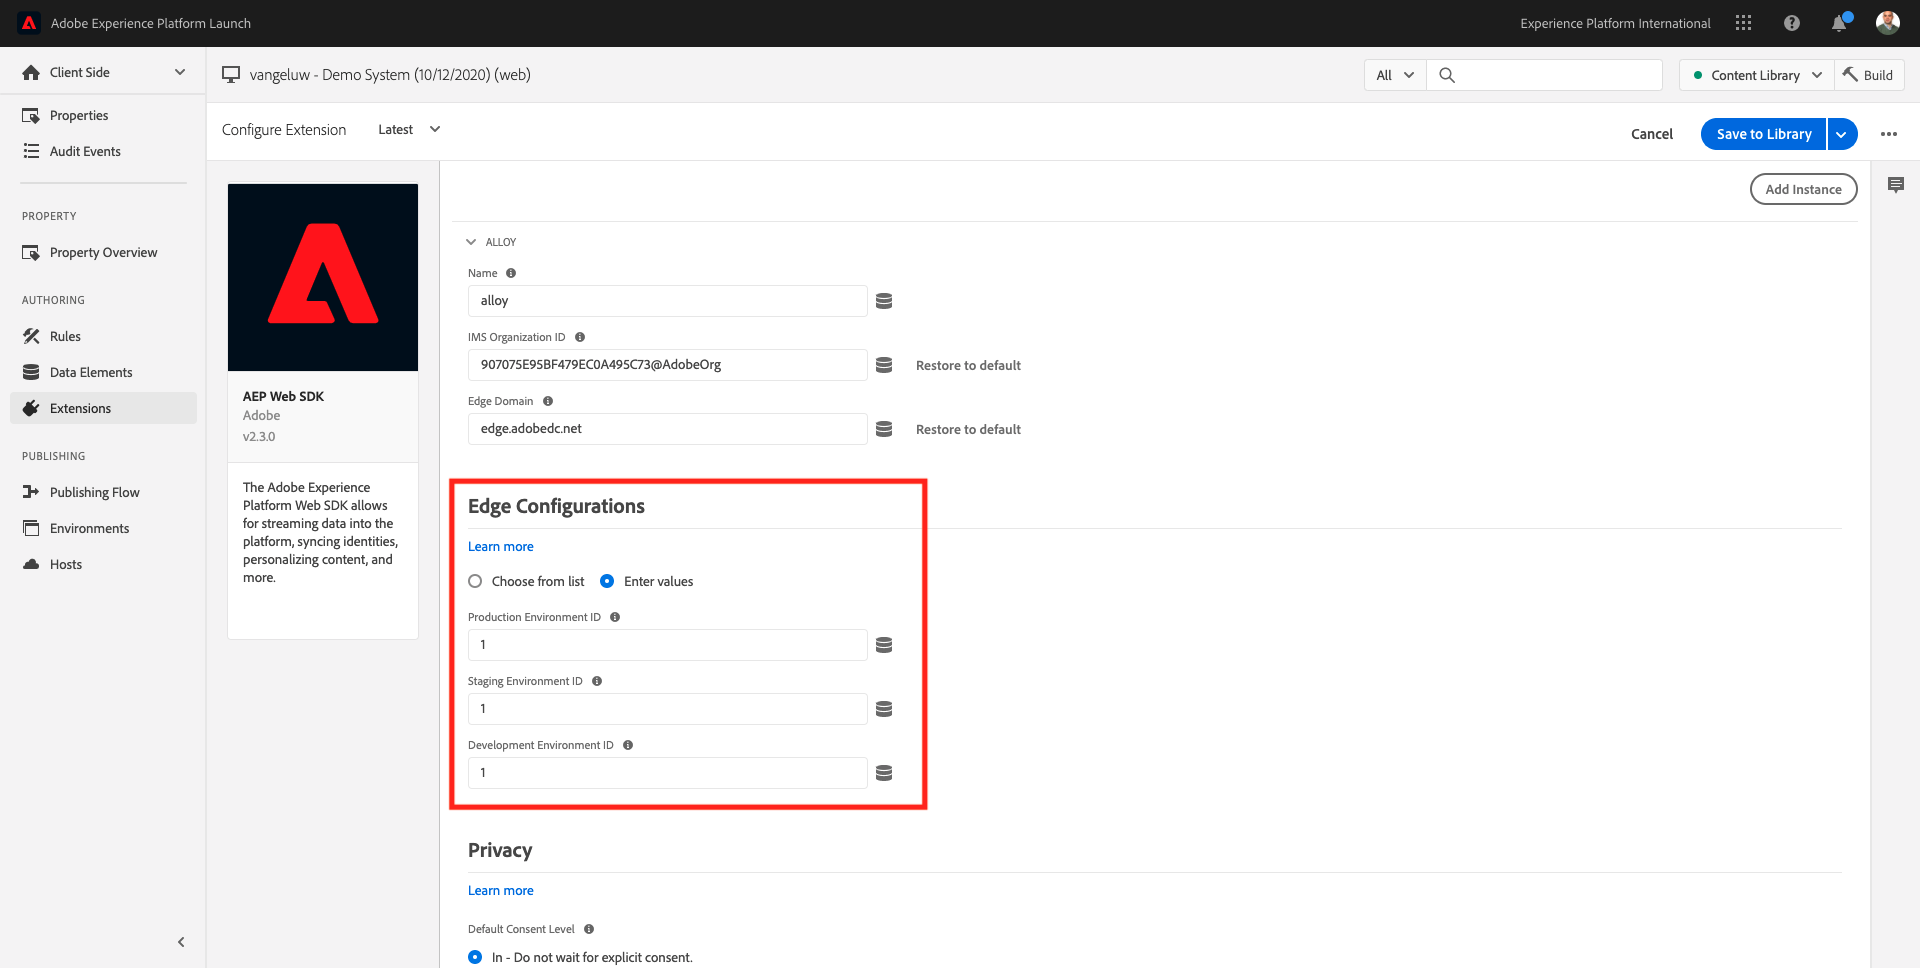 Adobe Experience Platform Launch
Experience Platform International
Client Side
vangeluw - Demo System (10/12/2020) (web)
All
Content Library
Build
Properties
Audit Events
Configure Extension
Latest
Cancel
Save to Library
Add Instance
PROPERTY
Property Overview
AUTHORING
Rules
Data Elements
Extensions
PUBLISHING
Publishing Flow
Environments
Hosts
AEP Web SDK
Adobe
v2.3.0
The Adobe Experience
Platform Web SDK allows
for streaming data into the
platform, syncing identities,
personalizing content, and
more.
ALLOY
Name
alloy
IMS Organization ID
907075E95BF479EC0A495C73@AdobeOrg
Restore to default
Edge Domain
edge.adobedc.net
Restore to default
Edge Configurations
Learn more
Choose from list
Enter values
Production Environment ID
1
Staging Environment ID
1
Development Environment ID
1
Privacy
Learn more
Default Consent Level
In - Do not wait for explicit consent.